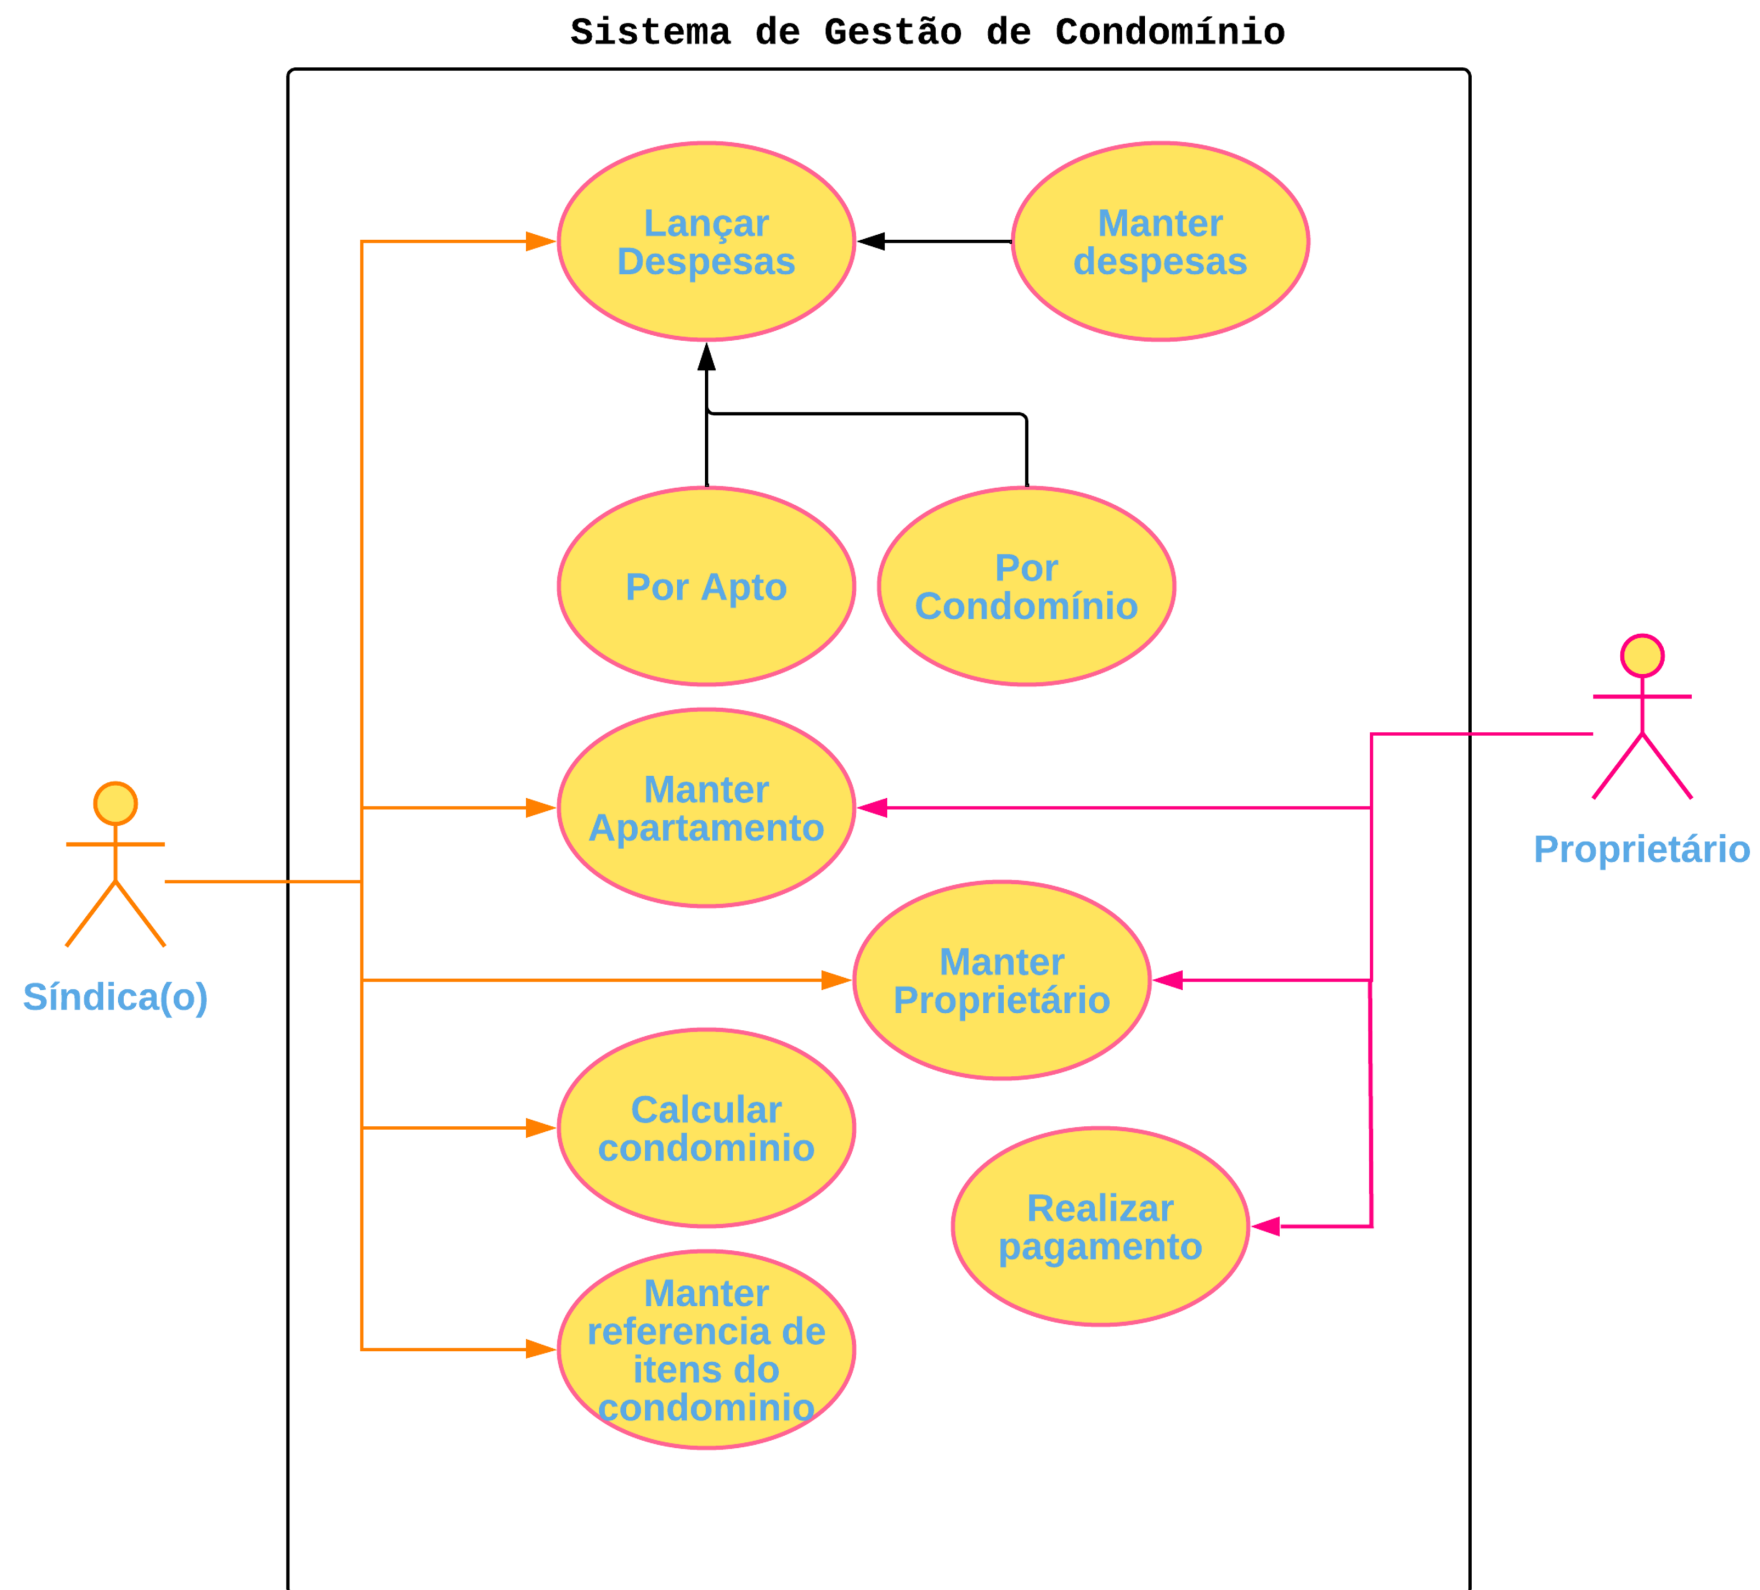 Sistema de Gestão de Condomínio
Lançar
Despesas
Manter
despesas
Por Apto
Por
Condomínio
Manter
Apartamento
Proprietário
Manter
Proprietário
Síndica(o)
Calcular
condominio
Realizar
pagamento
Manter
referencia de
itens do
condominio